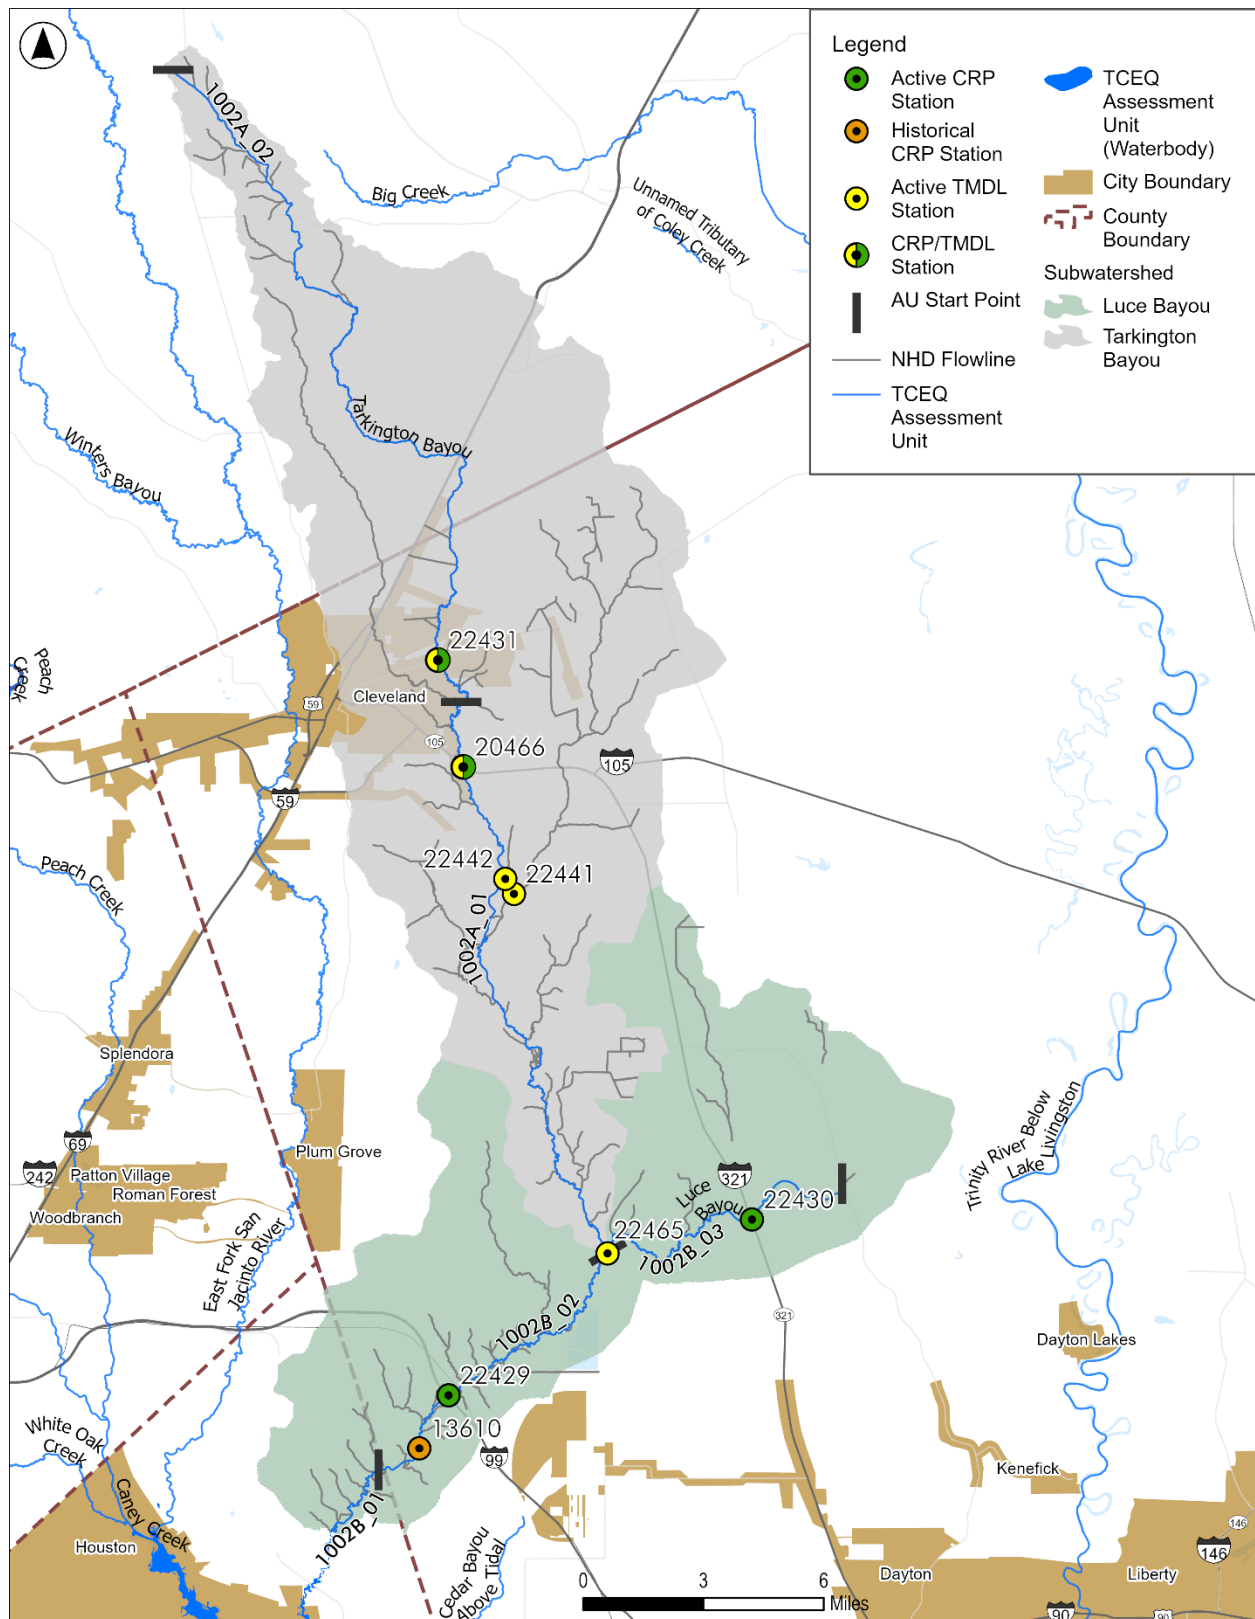 Legend
Active CRP
Station
Historical
CRP Station
Active TMDL
Station
CRP/TMDL
Station
AU Start Point
NHD Flowline
TCEQ
Assessment
Unit
TCEQ
Assessment
Unit
(Waterbody)
City Boundary
County
Boundary
Subwatershed
Luce Bayou
Tarkington
Bayou
1002A_02
Big Creek
Unnamed Tributary
of Coley Creek
Tarkington Bayou
Winters Bayou
Peach
Creek
22431
Cleveland
59
105
20466
105
59
22442
22441
Peach Creek
1002A_01
Splendora
Trinity River Below
Lake Livingston
69
242
Patton Village
Roman Forest
Woodbranch
Plum Grove
East Fork San
Jacinto River
321
Luce
Bayou
22430
22465
1002B_03
1002B_02
321
Dayton Lakes
22429
13610
White Oak
Creek
99
Kenefick
Caney Creek
1002B_01
Houston
Cedar Bayou
Above Tidal
146
146
Dayton
Liberty
0
3
6
Miles
90
90